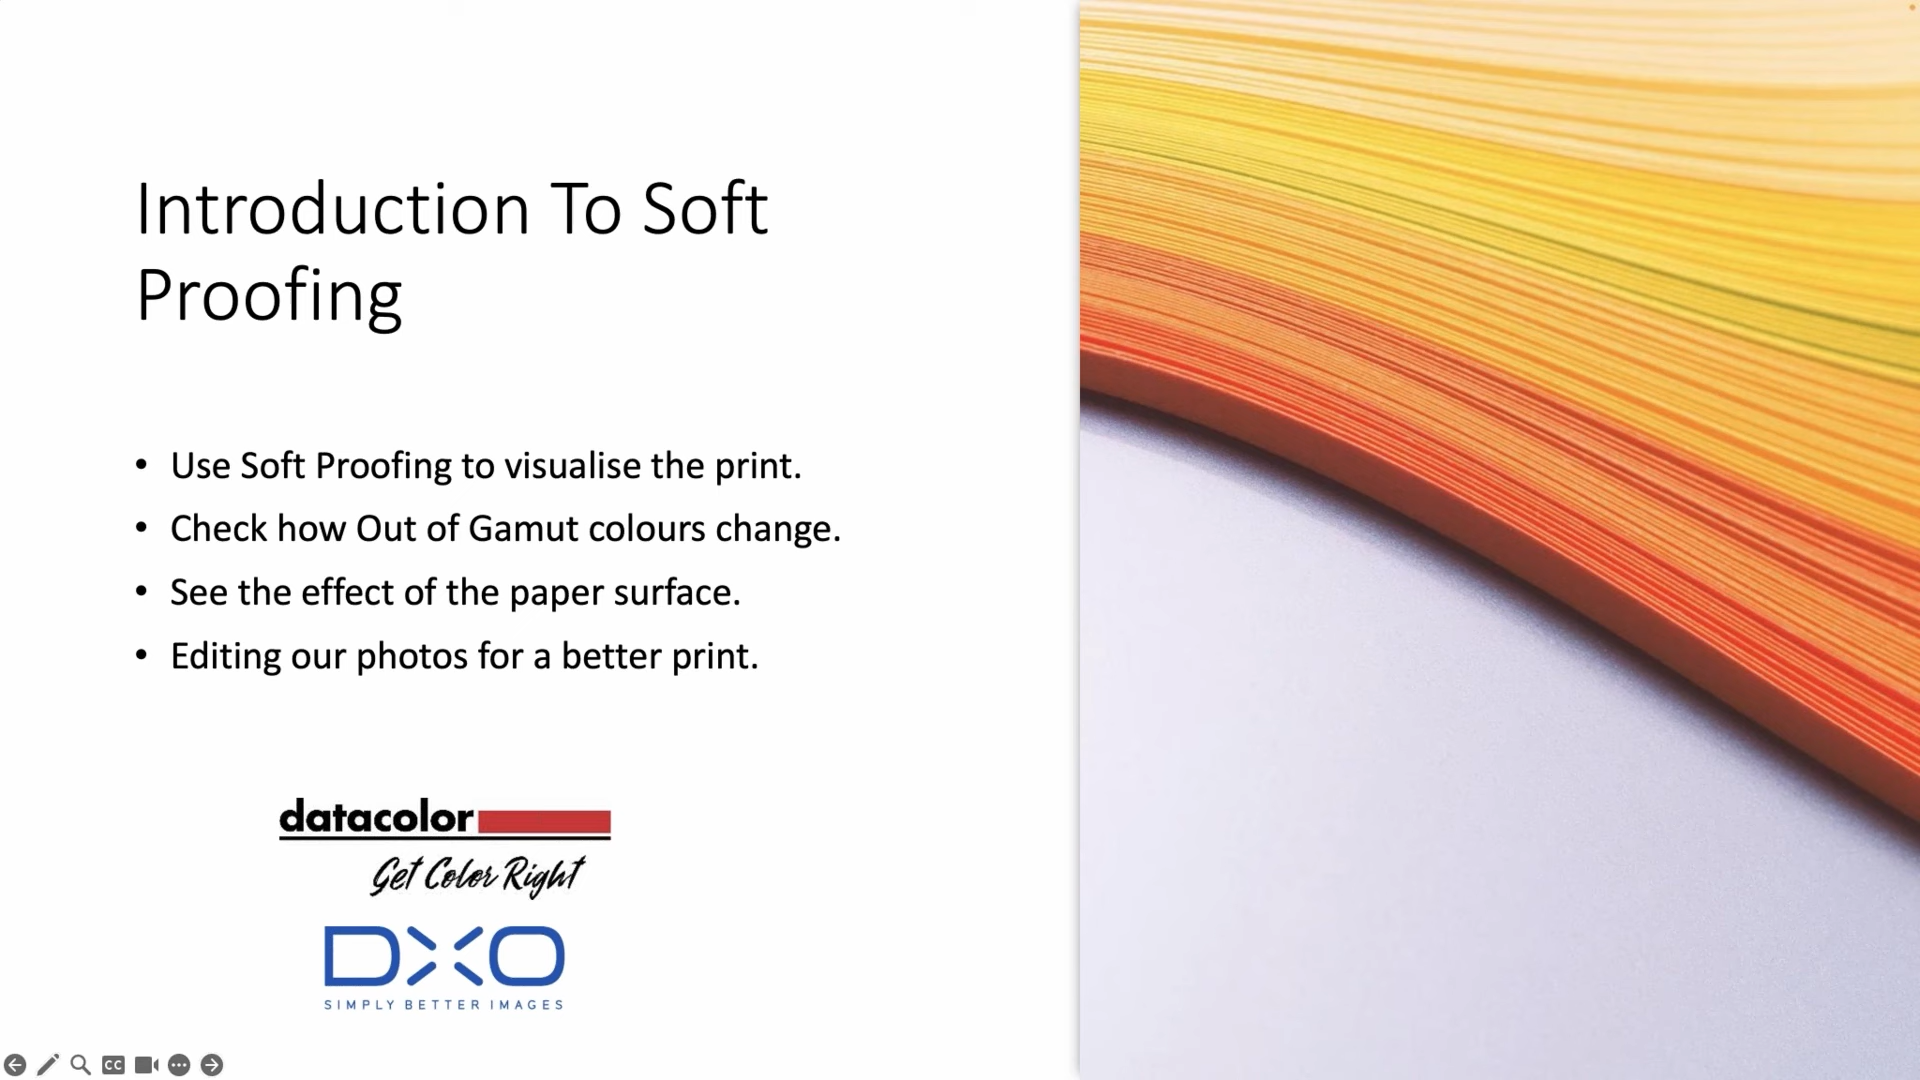 Introduction To Soft
Proofing
• Use Soft Proofing to visualise the print.
• Check how Out of Gamut colours change.
• See the effect of the paper surface.
• Editing our photos for a better print.
datacolor
Get Color Right
DXO
SIMPLY BETTER IMAGES
CC